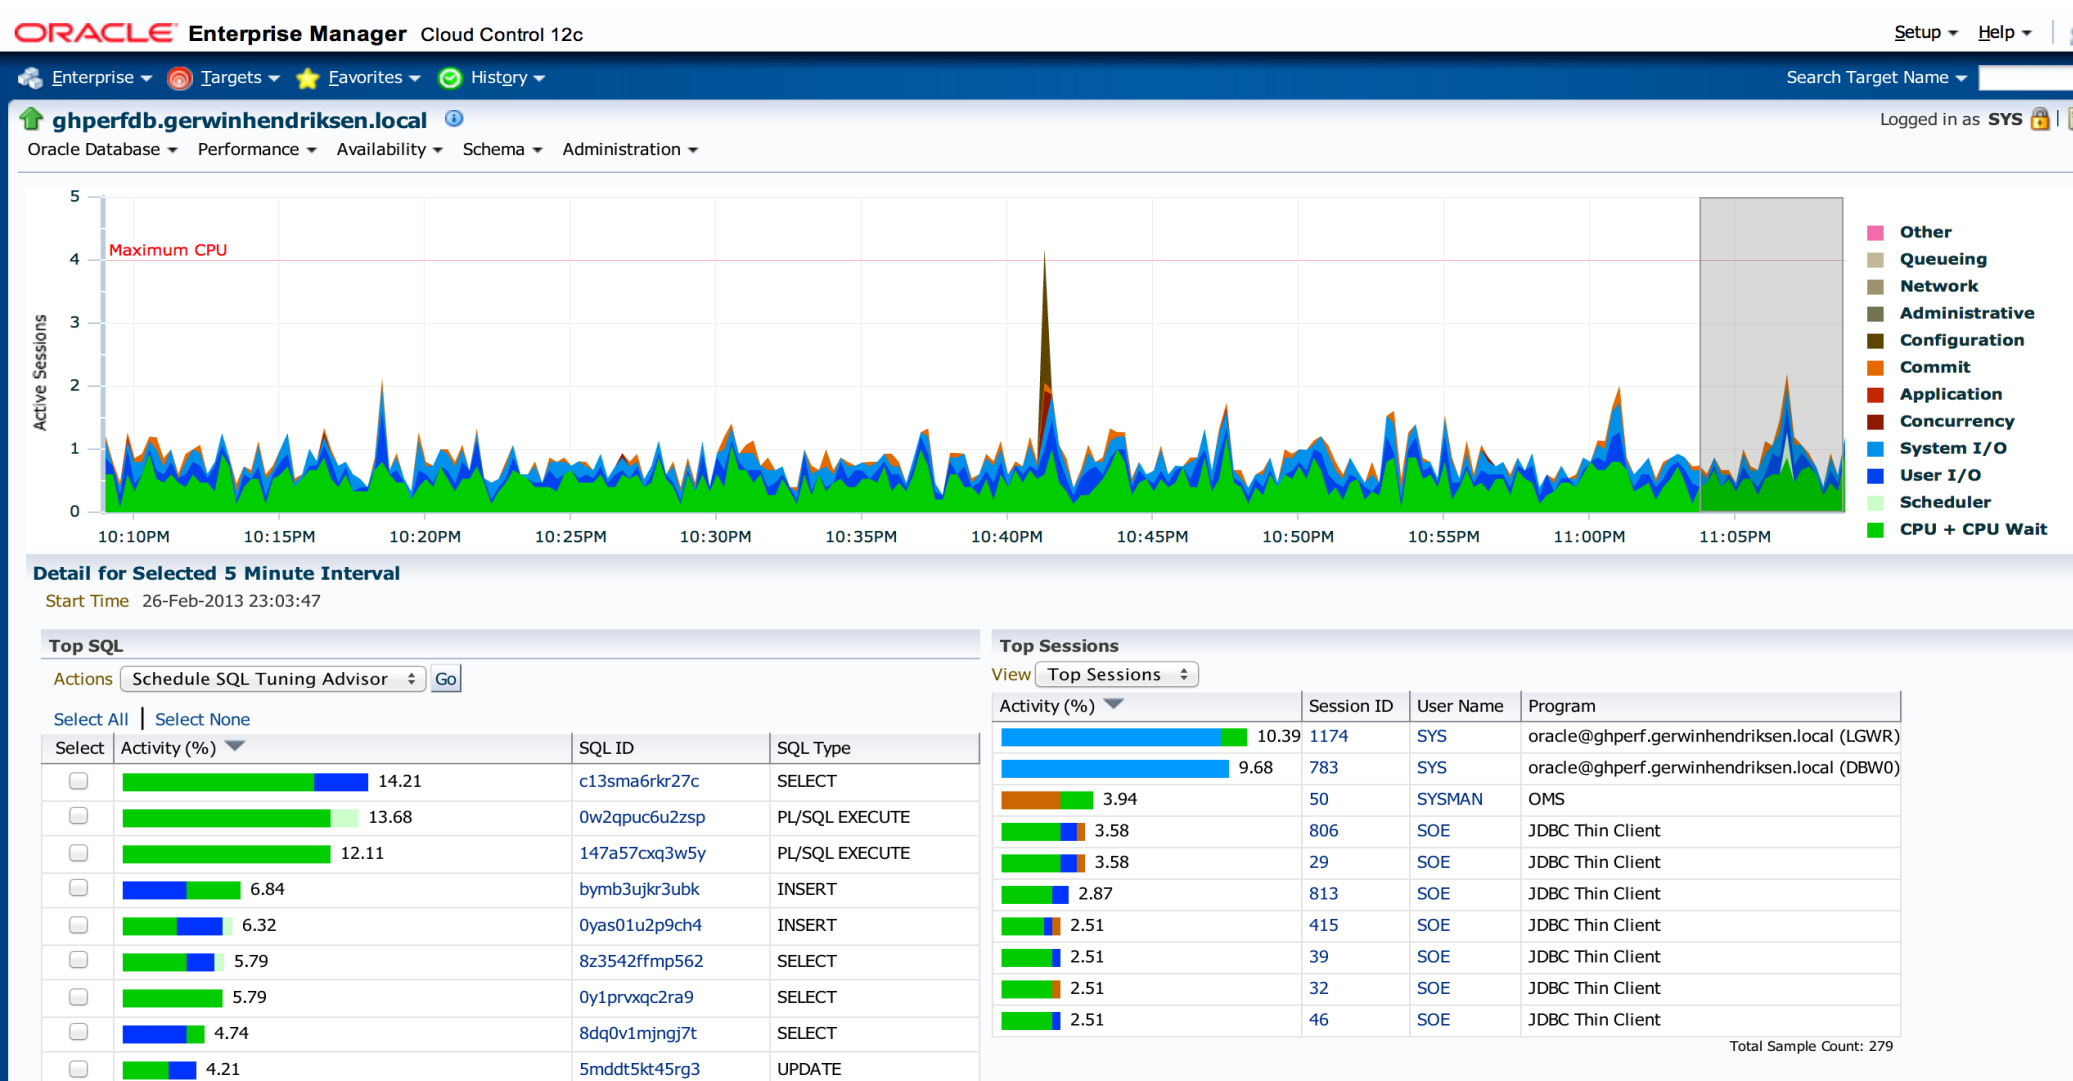 ORACLE Enterprise Manager Cloud Control 12c
Setup Help
Enterprise Targets Favorites History
Search Target Name
ghperfdb.gerwinhendriksen.local
Logged in as SYS
Oracle Database Performance Availability Schema Administration
5
Maximum CPU
4
3
2
1
0
Active Sessions
10:10PM 10:15PM 10:20PM 10:25PM 10:30PM 10:35PM 10:40PM 10:45PM 10:50PM 10:55PM 11:00PM 11:05PM
Other
Queueing
Network
Administrative
Configuration
Commit
Application
Concurrency
System I/O
User I/O
Scheduler
CPU + CPU Wait
Detail for Selected 5 Minute Interval
Start Time 26-Feb-2013 23:03:47
Top SQL
Actions Schedule SQL Tuning Advisor Go
Select All | Select None
Select Activity (%) SQL ID SQL Type
14.21 c13sma6rkr27c SELECT
13.68 0w2qpuc6u2zsp PL/SQL EXECUTE
12.11 147a57cxq3w5y PL/SQL EXECUTE
6.84 bymb3ujkr3ubk INSERT
6.32 0yas01u2p9ch4 INSERT
5.79 8z3542ffmp562 SELECT
5.79 0y1prvxqc2ra9 SELECT
4.74 8dq0v1mjngj7t SELECT
4.21 5mddt5kt45rg3 UPDATE
Top Sessions
View Top Sessions
Activity (%) Session ID User Name Program
10.39 1174 SYS oracle@ghperf.gerwinhendriksen.local (LGWR)
9.68 783 SYS oracle@ghperf.gerwinhendriksen.local (DBW0)
3.94 50 SYSMAN OMS
3.58 806 SOE JDBC Thin Client
3.58 29 SOE JDBC Thin Client
2.87 813 SOE JDBC Thin Client
2.51 415 SOE JDBC Thin Client
2.51 39 SOE JDBC Thin Client
2.51 32 SOE JDBC Thin Client
2.51 46 SOE JDBC Thin Client
Total Sample Count: 279